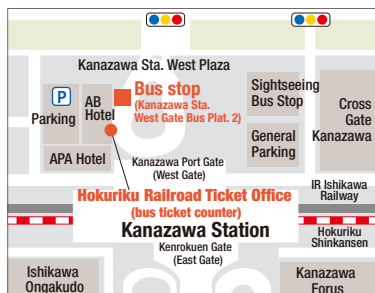 Kanazawa Sta. West Plaza
P
Parking
AB
Hotel
Bus stop
(Kanazawa Sta.
West Gate Bus Plat. 2)
Sightseeing
Bus Stop
Cross
Gate
Kanazawa
General
Parking
APA Hotel
Kanazawa Port Gate
(West Gate)
Hokuriku Railroad Ticket Office
(bus ticket counter)
IR Ishikawa
Railway
Kanazawa Station
Hokuriku
Shinkansen
Kenrokuen Gate
(East Gate)
Ishikawa
Ongakudo
Kanazawa
Forus